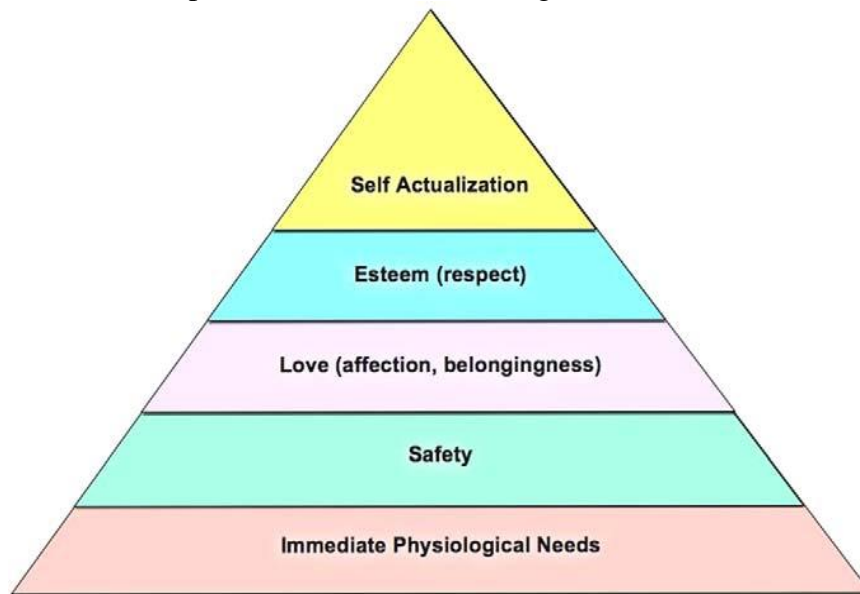 Self Actualization
Esteem (respect)
Love (affection, belongingness)
Safety
Immediate Physiological Needs